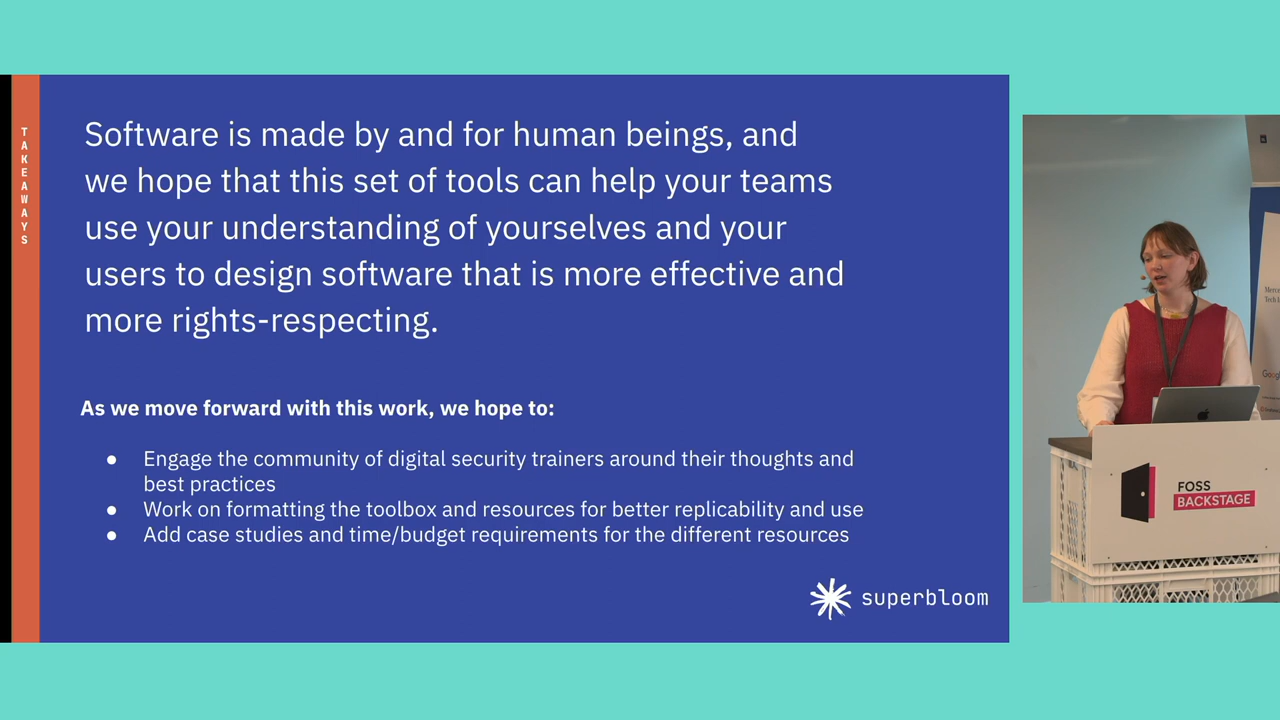 TAKEAWAYS
Software is made by and for human beings, and
we hope that this set of tools can help your teams
use your understanding of yourselves and your
users to design software that is more effective and
more rights-respecting.
As we move forward with this work, we hope to:
● Engage the community of digital security trainers around their thoughts and
best practices
● Work on formatting the toolbox and resources for better replicability and use
● Add case studies and time/budget requirements for the different resources
superbloom
FOSS
BACKSTAGE